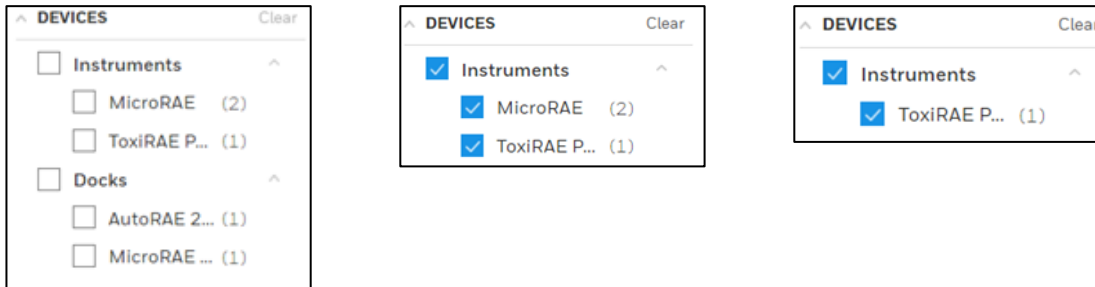 DEVICES Clear
Instruments
MicroRAE (2)
ToxiRAE P... (1)
Docks
AutoRAE 2... (1)
MicroRAE ... (1)
DEVICES Clear
Instruments
MicroRAE (2)
ToxiRAE P... (1)
DEVICES Clear
Instruments
ToxiRAE P... (1)